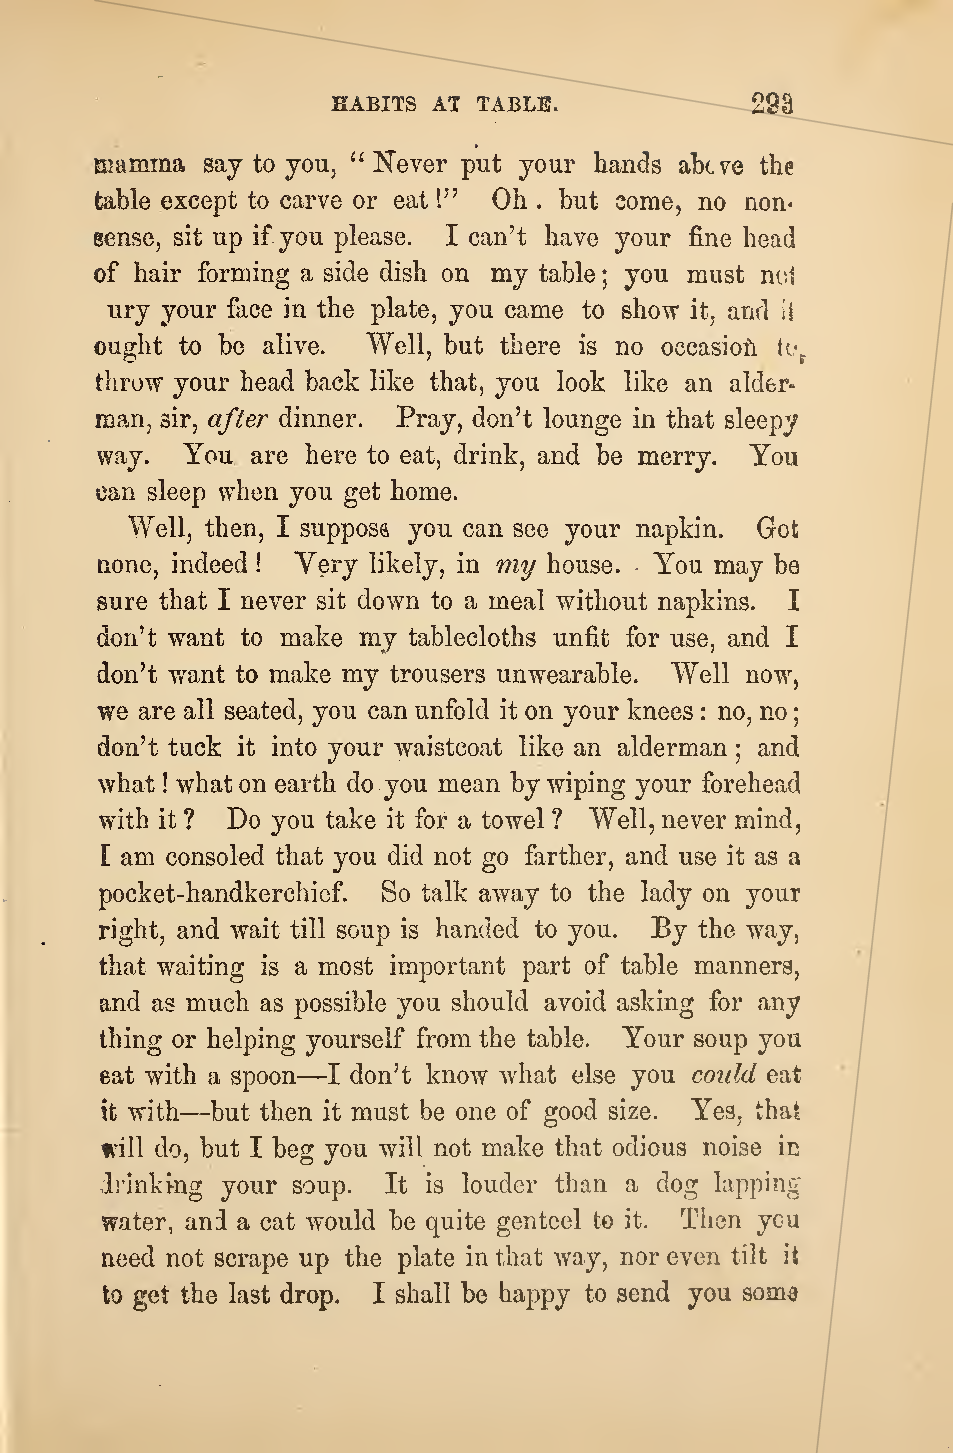 HABITS AT TABLE. 293
mamma say to you, “Never put your hands above the
table except to carve or eat!” Oh. but come, no non-
sense, sit up if you please. I can’t have your fine head
of hair forming a side dish on my table; you must not
ury your face in the plate, you came to show it, and it
ought to be alive. Well, but there is no occasion to
throw your head back like that, you look like an alder-
man, sir, after dinner. Pray, don’t lounge in that sleepy
way. You are here to eat, drink, and be merry. You
can sleep when you get home.
Well, then, I suppose you can see your napkin. Got
none, indeed! Very likely, in my house. You may be
sure that I never sit down to a meal without napkins. I
don’t want to make my tablecloths unfit for use, and I
don’t want to make my trousers unwearable. Well now,
we are all seated, you can unfold it on your knees: no, no;
don’t tuck it into your waistcoat like an alderman; and
what! what on earth do you mean by wiping your forehead
with it? Do you take it for a towel? Well, never mind,
I am consoled that you did not go farther, and use it as a
pocket-handkerchief. So talk away to the lady on your
right, and wait till soup is handed to you. By the way,
that waiting is a most important part of table manners,
and as much as possible you should avoid asking for any
thing or helping yourself from the table. Your soup you
eat with a spoon—I don’t know what else you could eat
it with—but then it must be one of good size. Yes, that
will do, but I beg you will not make that odious noise in
drinking your soup. It is louder than a dog lapping
water, and a cat would be quite genteel to it. Then you
need not scrape up the plate in that way, nor even tilt it
to get the last drop. I shall be happy to send you some